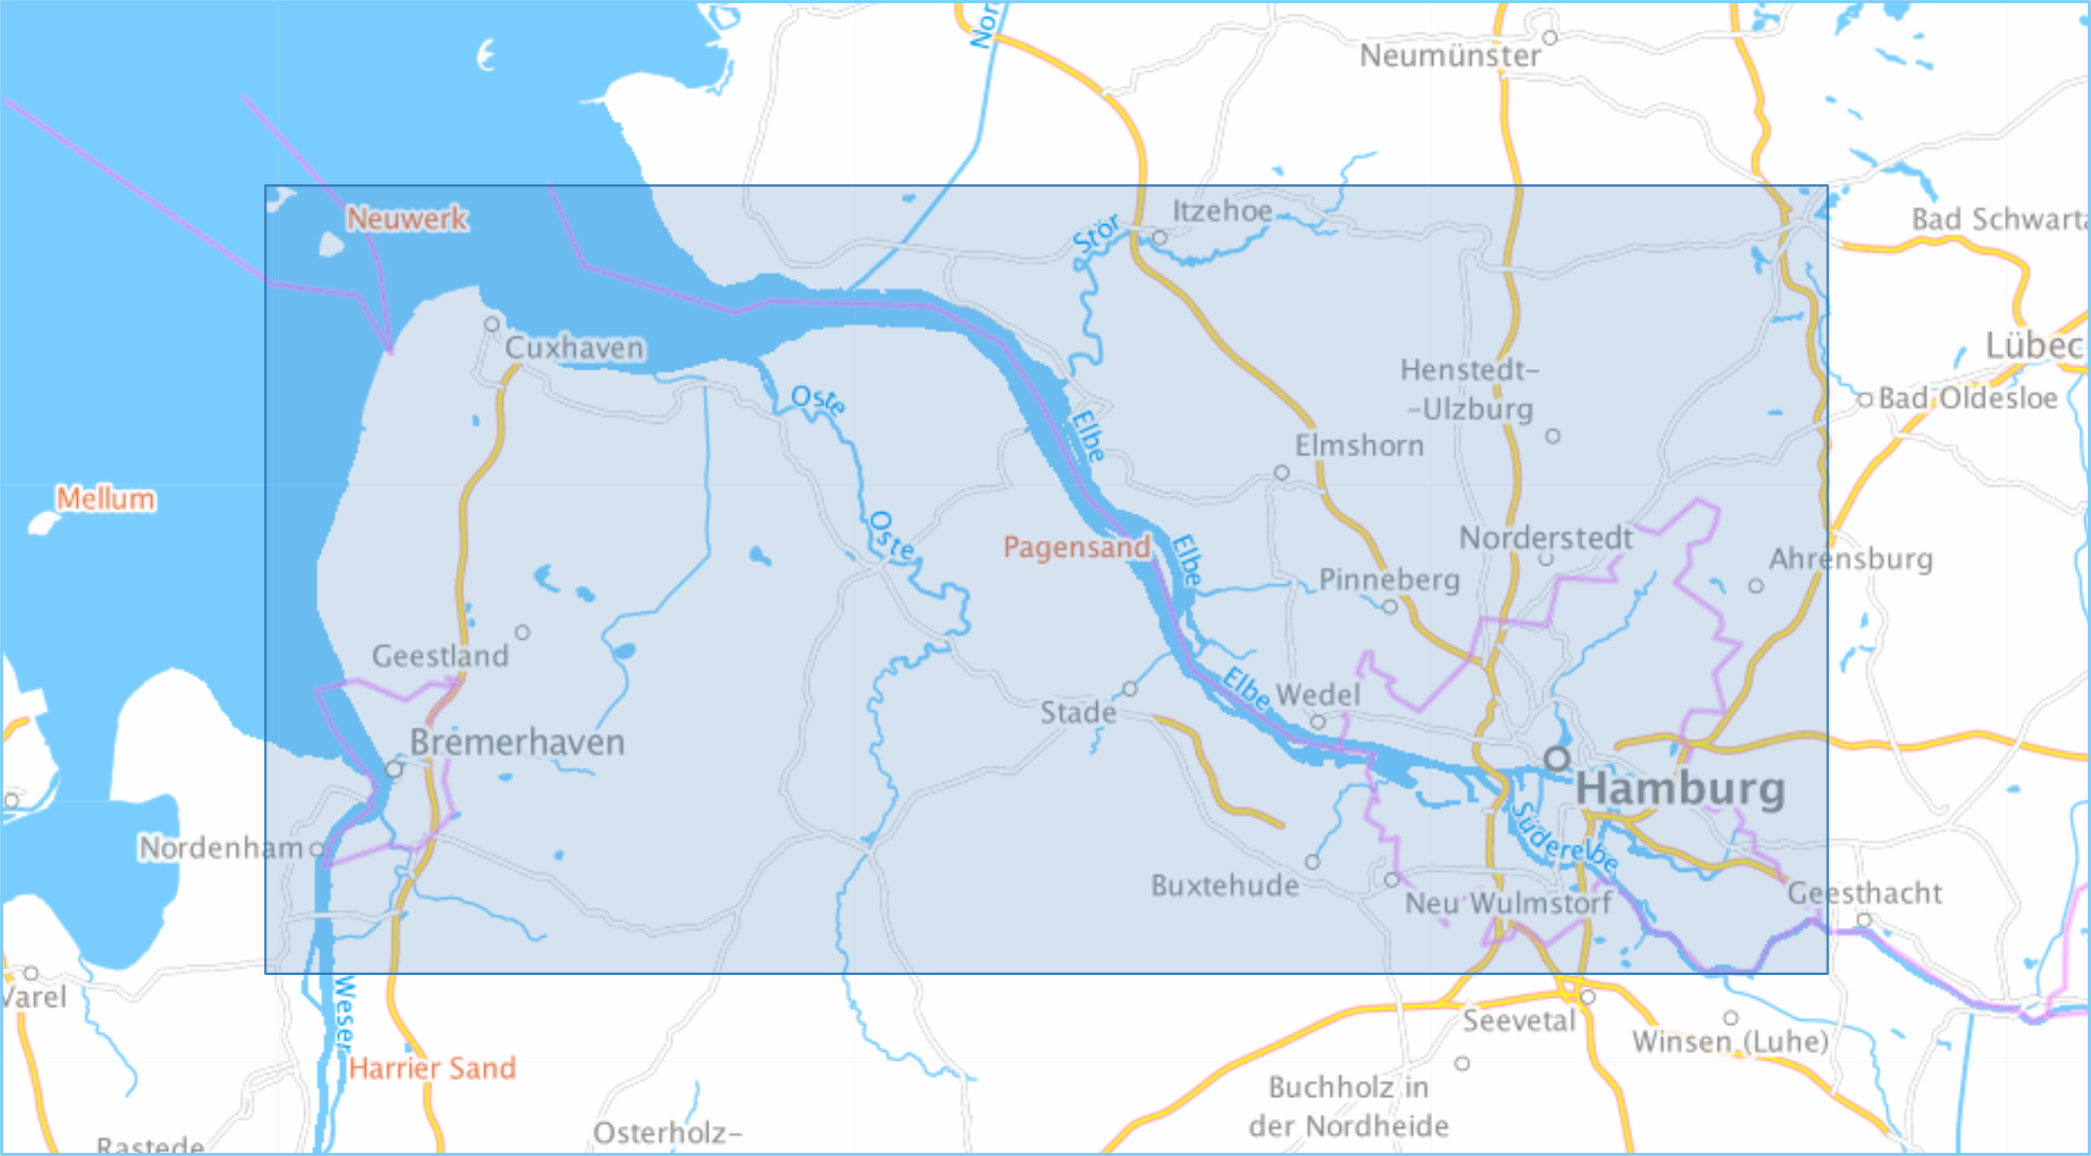 Nor
Neumünster
Neuwerk
Itzehoe
Stör
Bad Schwarta
Cuxhaven
Lübec
Henstedt-
-Ulzburg
Oste
Bad Oldesloe
Elbe
Elmshorn
Mellum
Oste
Pagensand
Elbe
Norderstedt
Ahrensburg
Pinneberg
Geestland
Elbe
Wedel
Stade
Bremerhaven
Hamburg
Süderelbe
Nordenham
Buxtehude
Neu Wulmstorf
Geesthacht
Varel
Weser
Seevetal
Winsen (Luhe)
Harrier Sand
Buchholz in
der Nordheide
Osterholz-
Rastede